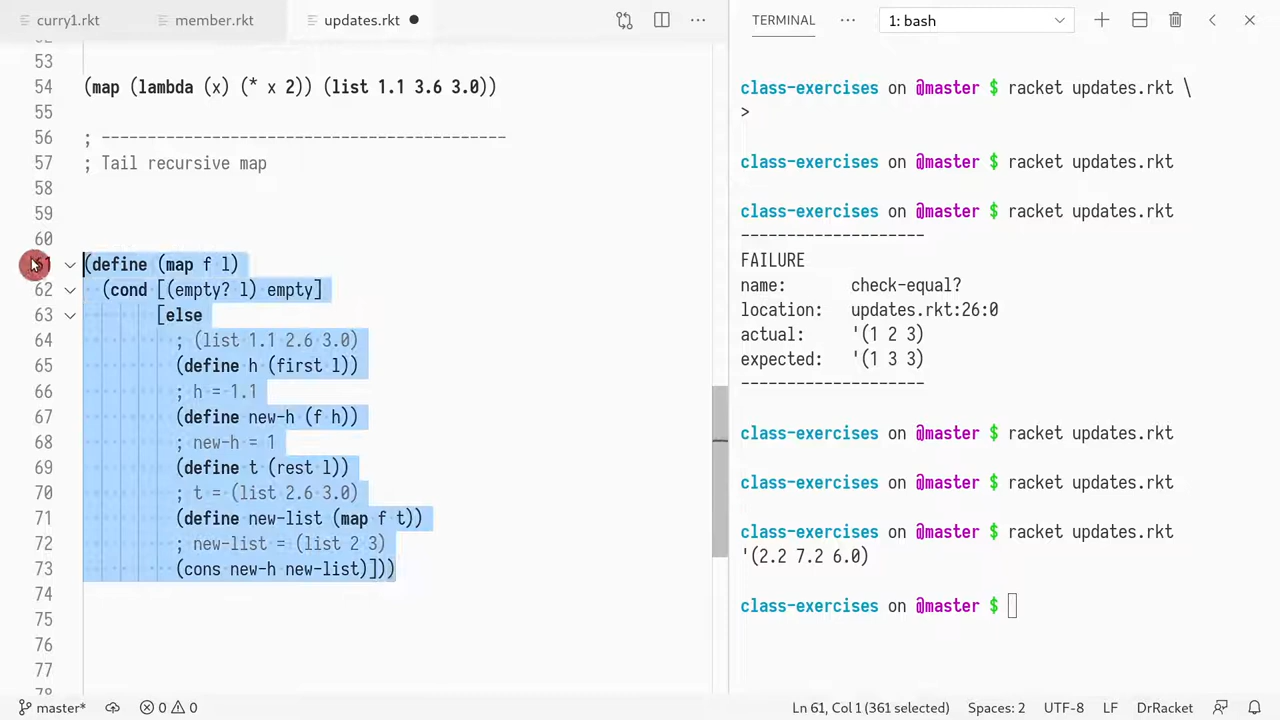 curry1.rkt member.rkt updates.rkt
TERMINAL ··· 1: bash
53
54 (map (lambda (x) (* x 2)) (list 1.1 3.6 3.0))
55
56 ; --------------------------------------------
57 ; Tail recursive map
58
59
60
61 (define (map f l)
62 (cond [(empty? l) empty]
63 [else
64 ; (list 1.1 2.6 3.0)
65 (define h (first l))
66 ; h = 1.1
67 (define new-h (f h))
68 ; new-h = 1
69 (define t (rest l))
70 ; t = (list 2.6 3.0)
71 (define new-list (map f t))
72 ; new-list = (list 2 3)
73 (cons new-h new-list)]))
74
75
76
77
class-exercises on @master $ racket updates.rkt \
>
class-exercises on @master $ racket updates.rkt
class-exercises on @master $ racket updates.rkt
--------------------
FAILURE
name: check-equal?
location: updates.rkt:26:0
actual: '(1 2 3)
expected: '(1 3 3)
--------------------
class-exercises on @master $ racket updates.rkt
class-exercises on @master $ racket updates.rkt
class-exercises on @master $ racket updates.rkt
'(2.2 7.2 6.0)
class-exercises on @master $
master* 0 0 Ln 61, Col 1 (361 selected) Spaces: 2 UTF-8 LF DrRacket